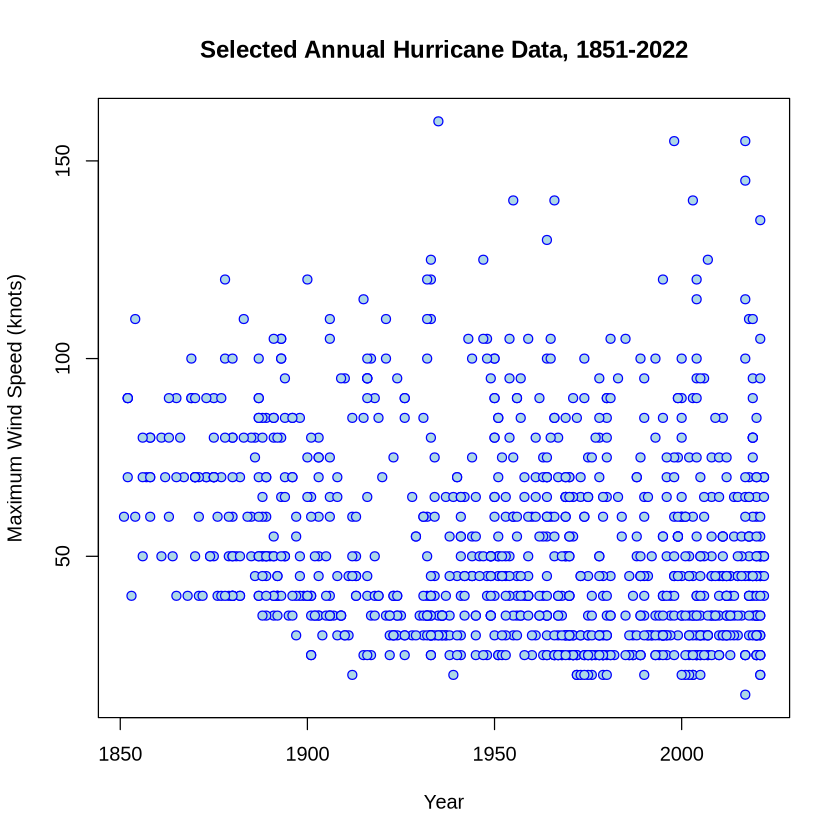 Selected Annual Hurricane Data, 1851-2022
Maximum Wind Speed (knots)
150
100
50
1850 1900 1950 2000
Year